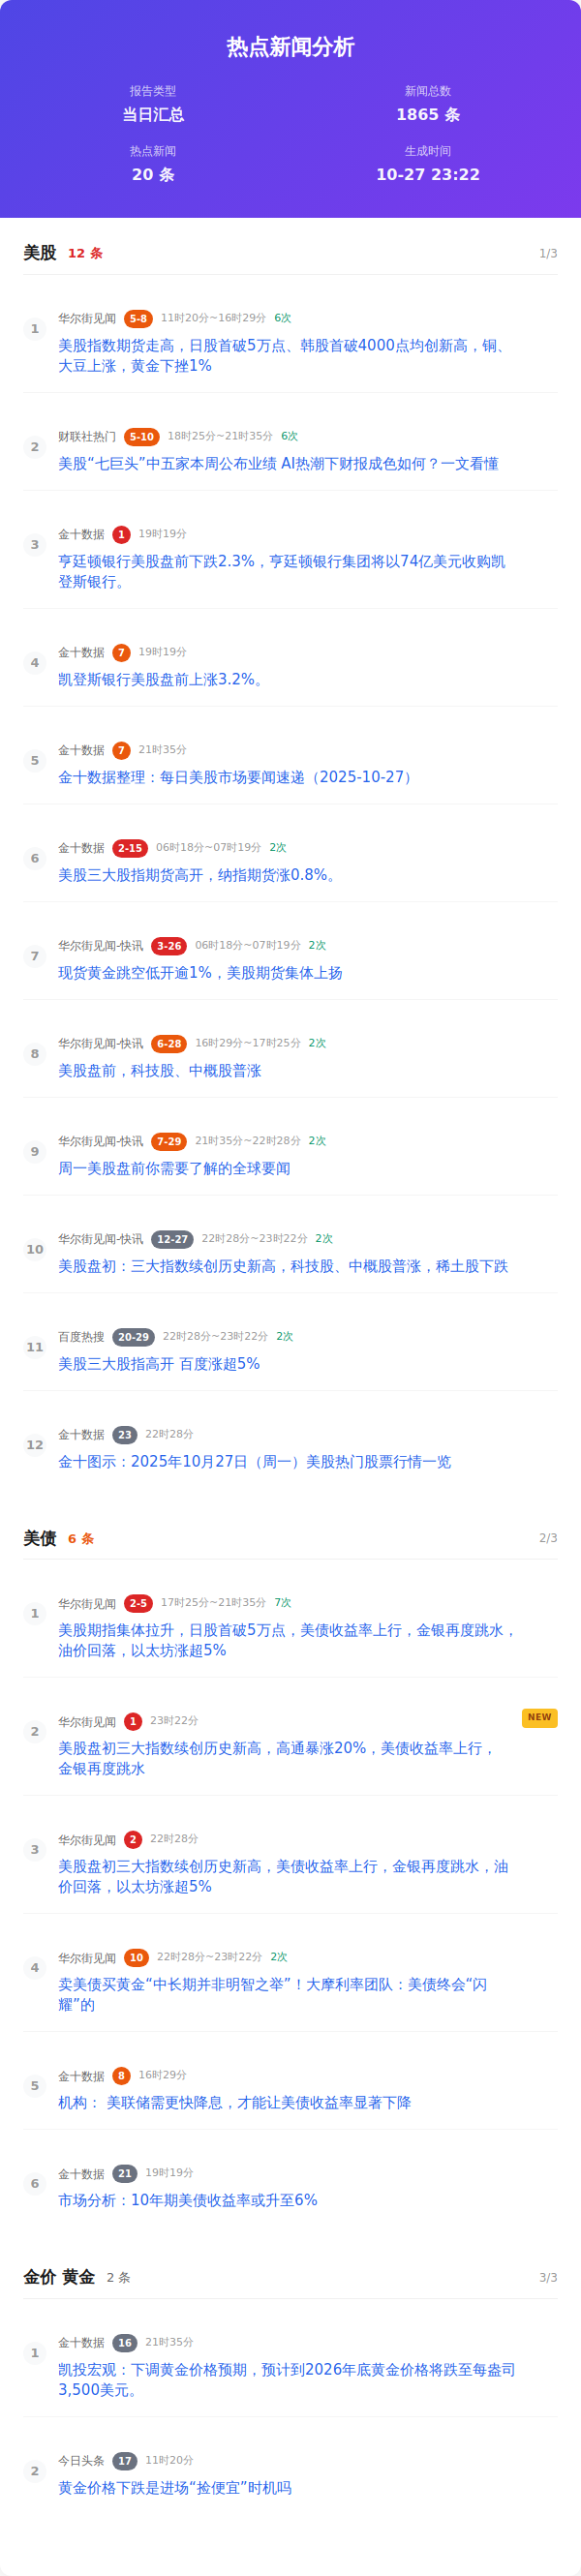 热点新闻分析
报告类型
新闻总数
当日汇总
1865 条
热点新闻
生成时间
20 条
10-27 23:22
美股 12 条 1/3
1
华尔街见闻 5-8 11时20分~16时29分 6次
美股指数期货走高，日股首破5万点、韩股首破4000点均创新高，铜、
大豆上涨，黄金下挫1%
2
财联社热门 5-10 18时25分~21时35分 6次
美股“七巨头”中五家本周公布业绩 AI热潮下财报成色如何？一文看懂
3
金十数据 1 19时19分
亨廷顿银行美股盘前下跌2.3%，亨廷顿银行集团将以74亿美元收购凯
登斯银行。
4
金十数据 7 19时19分
凯登斯银行美股盘前上涨3.2%。
5
金十数据 7 21时35分
金十数据整理：每日美股市场要闻速递（2025-10-27）
6
金十数据 2-15 06时18分~07时19分 2次
美股三大股指期货高开，纳指期货涨0.8%。
7
华尔街见闻-快讯 3-26 06时18分~07时19分 2次
现货黄金跳空低开逾1%，美股期货集体上扬
8
华尔街见闻-快讯 6-28 16时29分~17时25分 2次
美股盘前，科技股、中概股普涨
9
华尔街见闻-快讯 7-29 21时35分~22时28分 2次
周一美股盘前你需要了解的全球要闻
10
华尔街见闻-快讯 12-27 22时28分~23时22分 2次
美股盘初：三大指数续创历史新高，科技股、中概股普涨，稀土股下跌
11
百度热搜 20-29 22时28分~23时22分 2次
美股三大股指高开 百度涨超5%
12
金十数据 23 22时28分
金十图示：2025年10月27日（周一）美股热门股票行情一览
美债 6 条 2/3
1
华尔街见闻 2-5 17时25分~21时35分 7次
美股期指集体拉升，日股首破5万点，美债收益率上行，金银再度跳水，
油价回落，以太坊涨超5%
2
华尔街见闻 1 23时22分 NEW
美股盘初三大指数续创历史新高，高通暴涨20%，美债收益率上行，
金银再度跳水
3
华尔街见闻 2 22时28分
美股盘初三大指数续创历史新高，美债收益率上行，金银再度跳水，油
价回落，以太坊涨超5%
4
华尔街见闻 10 22时28分~23时22分 2次
卖美债买黄金“中长期并非明智之举”！大摩利率团队：美债终会“闪
耀”的
5
金十数据 8 16时29分
机构： 美联储需更快降息，才能让美债收益率显著下降
6
金十数据 21 19时19分
市场分析：10年期美债收益率或升至6%
金价 黄金 2 条 3/3
1
金十数据 16 21时35分
凯投宏观：下调黄金价格预期，预计到2026年底黄金价格将跌至每盎司
3,500美元。
2
今日头条 17 11时20分
黄金价格下跌是进场“捡便宜”时机吗